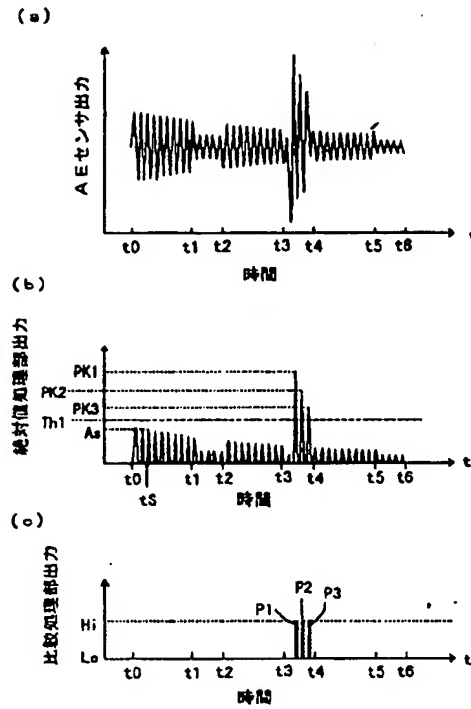 (a)
AEセンサ出力
t0 t1 t2 t3 t4 t5 t6 t
時間
(b)
絶対値処理部出力
PK1
PK2
PK3
Th1
As
t0 t1 t2 t3 t4 t5 t6 t
tS
時間
(c)
比較処理部出力
P1 P2 P3
Hi
Lo
t0 t1 t2 t3 t4 t5 t6 t
時間